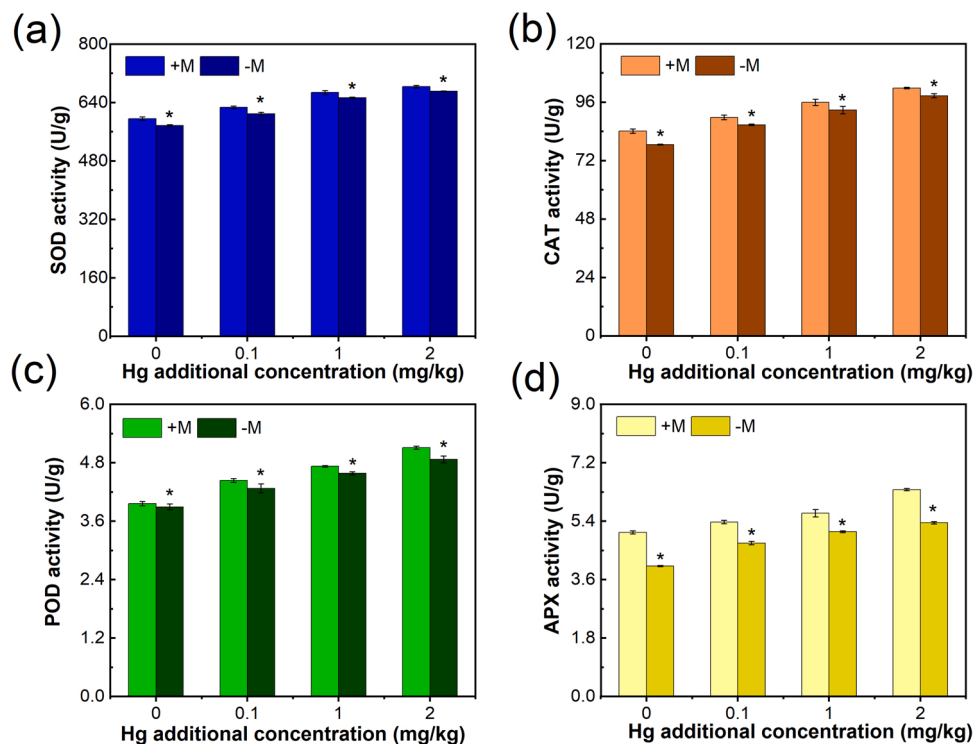 (a)
800
640
480
320
160
0
SOD activity (U/g)
+M -M
* * * *
0 0.1 1 2
Hg additional concentration (mg/kg)
(b)
120
96
72
48
24
0
CAT activity (U/g)
+M -M
* * * *
0 0.1 1 2
Hg additional concentration (mg/kg)
(c)
6.0
4.8
3.6
2.4
1.2
0.0
POD activity (U/g)
+M -M
* * * *
0 0.1 1 2
Hg additional concentration (mg/kg)
(d)
9.0
7.2
5.4
3.6
1.8
0.0
APX activity (U/g)
+M -M
* * * *
0 0.1 1 2
Hg additional concentration (mg/kg)